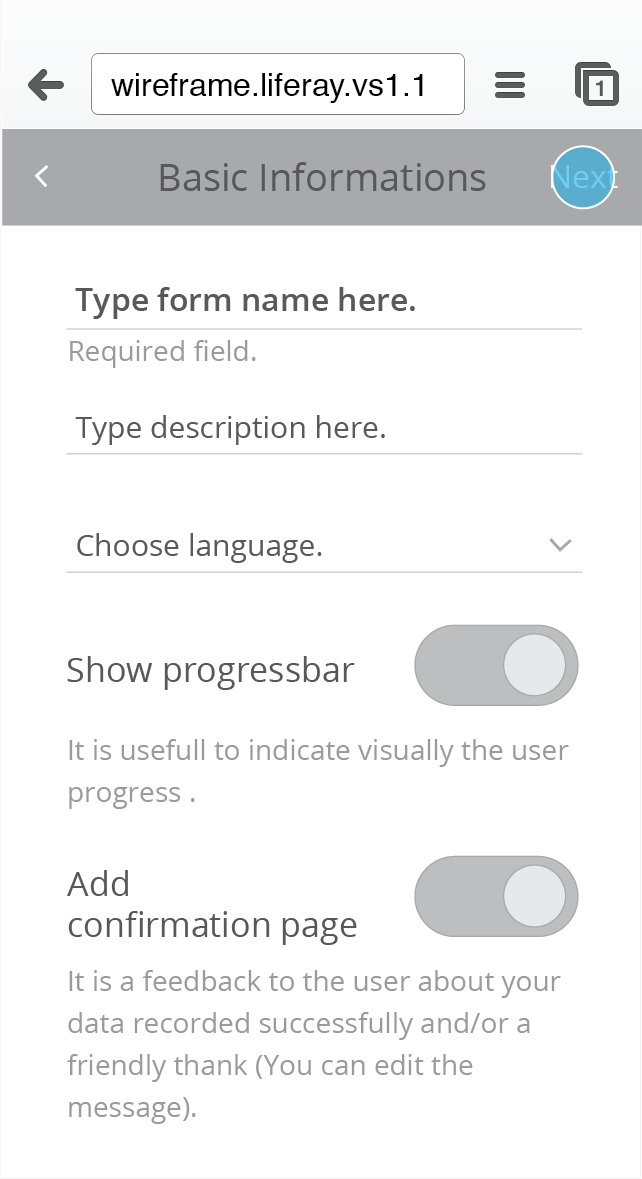 wireframe.liferay.vs1.1
1
Basic Informations
Next
Type form name here.
Required field.
Type description here.
Choose language.
Show progressbar
It is usefull to indicate visually the user
progress .
Add
confirmation page
It is a feedback to the user about your
data recorded successfully and/or a
friendly thank (You can edit the
message).